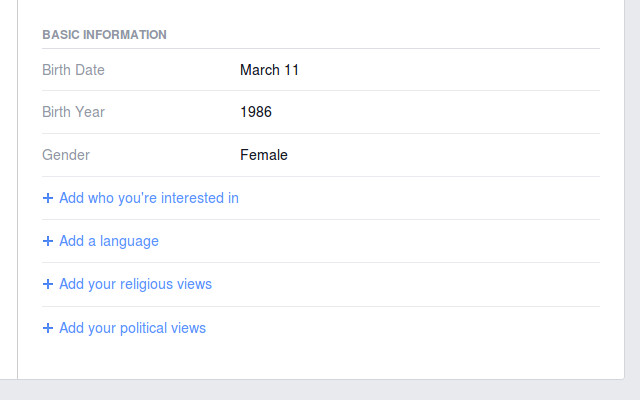 BASIC INFORMATION
Birth Date March 11
Birth Year 1986
Gender Female
+ Add who you're interested in
+ Add a language
+ Add your religious views
+ Add your political views